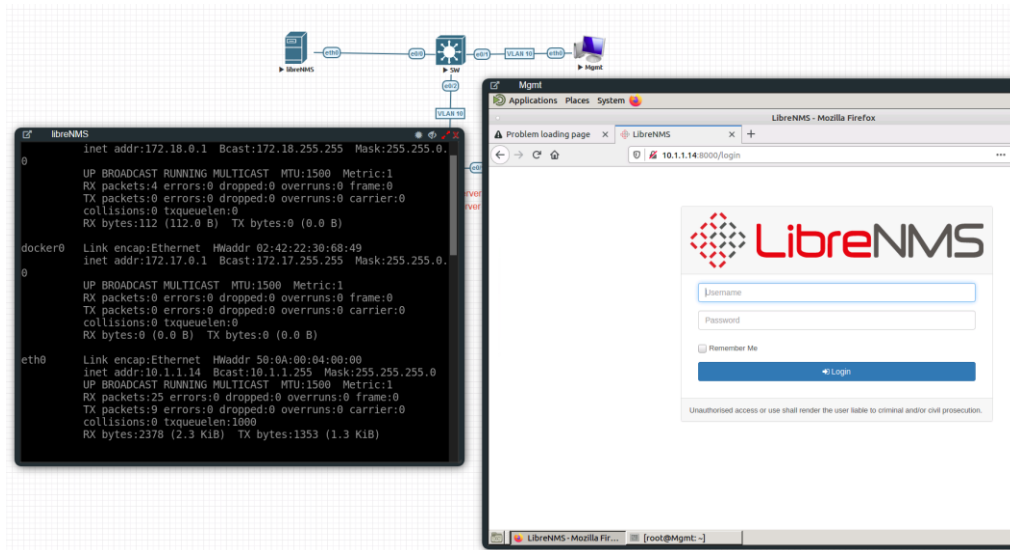 eth0
e0/0
e0/1
VLAN 10
eth0
libreNMS
SW
Mgmt
e0/2
VLAN 10
libreNMS
inet addr:172.18.0.1 Bcast:172.18.255.255 Mask:255.255.0.
0
UP BROADCAST RUNNING MULTICAST MTU:1500 Metric:1
RX packets:4 errors:0 dropped:0 overruns:0 frame:0
TX packets:0 errors:0 dropped:0 overruns:0 carrier:0
collisions:0 txqueuelen:0
RX bytes:112 (112.0 B) TX bytes:0 (0.0 B)
docker0 Link encap:Ethernet HWaddr 02:42:22:30:68:49
inet addr:172.17.0.1 Bcast:172.17.255.255 Mask:255.255.0.
0
UP BROADCAST MULTICAST MTU:1500 Metric:1
RX packets:0 errors:0 dropped:0 overruns:0 frame:0
TX packets:0 errors:0 dropped:0 overruns:0 carrier:0
collisions:0 txqueuelen:0
RX bytes:0 (0.0 B) TX bytes:0 (0.0 B)
eth0 Link encap:Ethernet HWaddr 50:0A:00:04:00:00
inet addr:10.1.1.14 Bcast:10.1.1.255 Mask:255.255.255.0
UP BROADCAST RUNNING MULTICAST MTU:1500 Metric:1
RX packets:25 errors:0 dropped:0 overruns:0 frame:0
TX packets:9 errors:0 dropped:0 overruns:0 carrier:0
collisions:0 txqueuelen:1000
RX bytes:2378 (2.3 KiB) TX bytes:1353 (1.3 KiB)
Mgmt
Applications Places System
LibreNMS - Mozilla Firefox
Problem loading page
LibreNMS
10.1.1.14:8000/login
LibreNMS
Username
Password
Remember Me
Login
Unauthorised access or use shall render the user liable to criminal and/or civil prosecution.
LibreNMS - Mozilla Fir...
[root@Mgmt: ~]